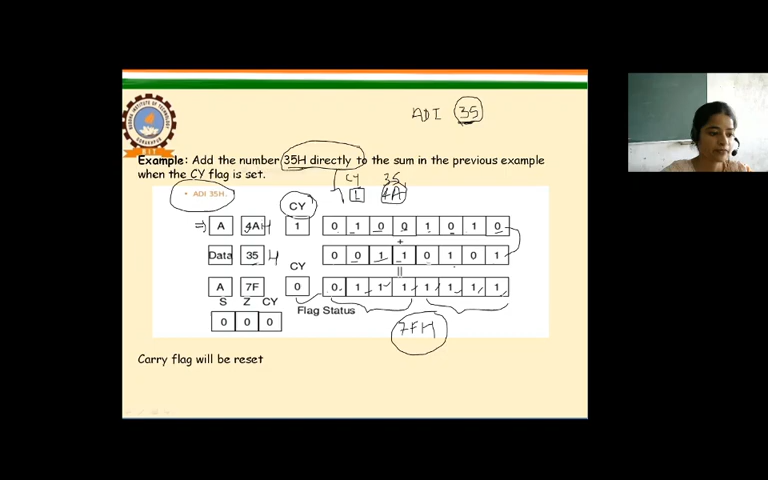 ADI 35
Example: Add the number 35H directly to the sum in the previous example
when the CY flag is set.
CY 35
• ADI 35H.
1 4A
CY
A 4AH 1 0 1 0 0 1 0 1 0
+
Data 35 H 0 0 1 1 0 1 0 1
CY
||
A 7F 0 0 1 1 1 1 1 1 1
S Z CY
Flag Status
0 0 0
7FH
Carry flag will be reset